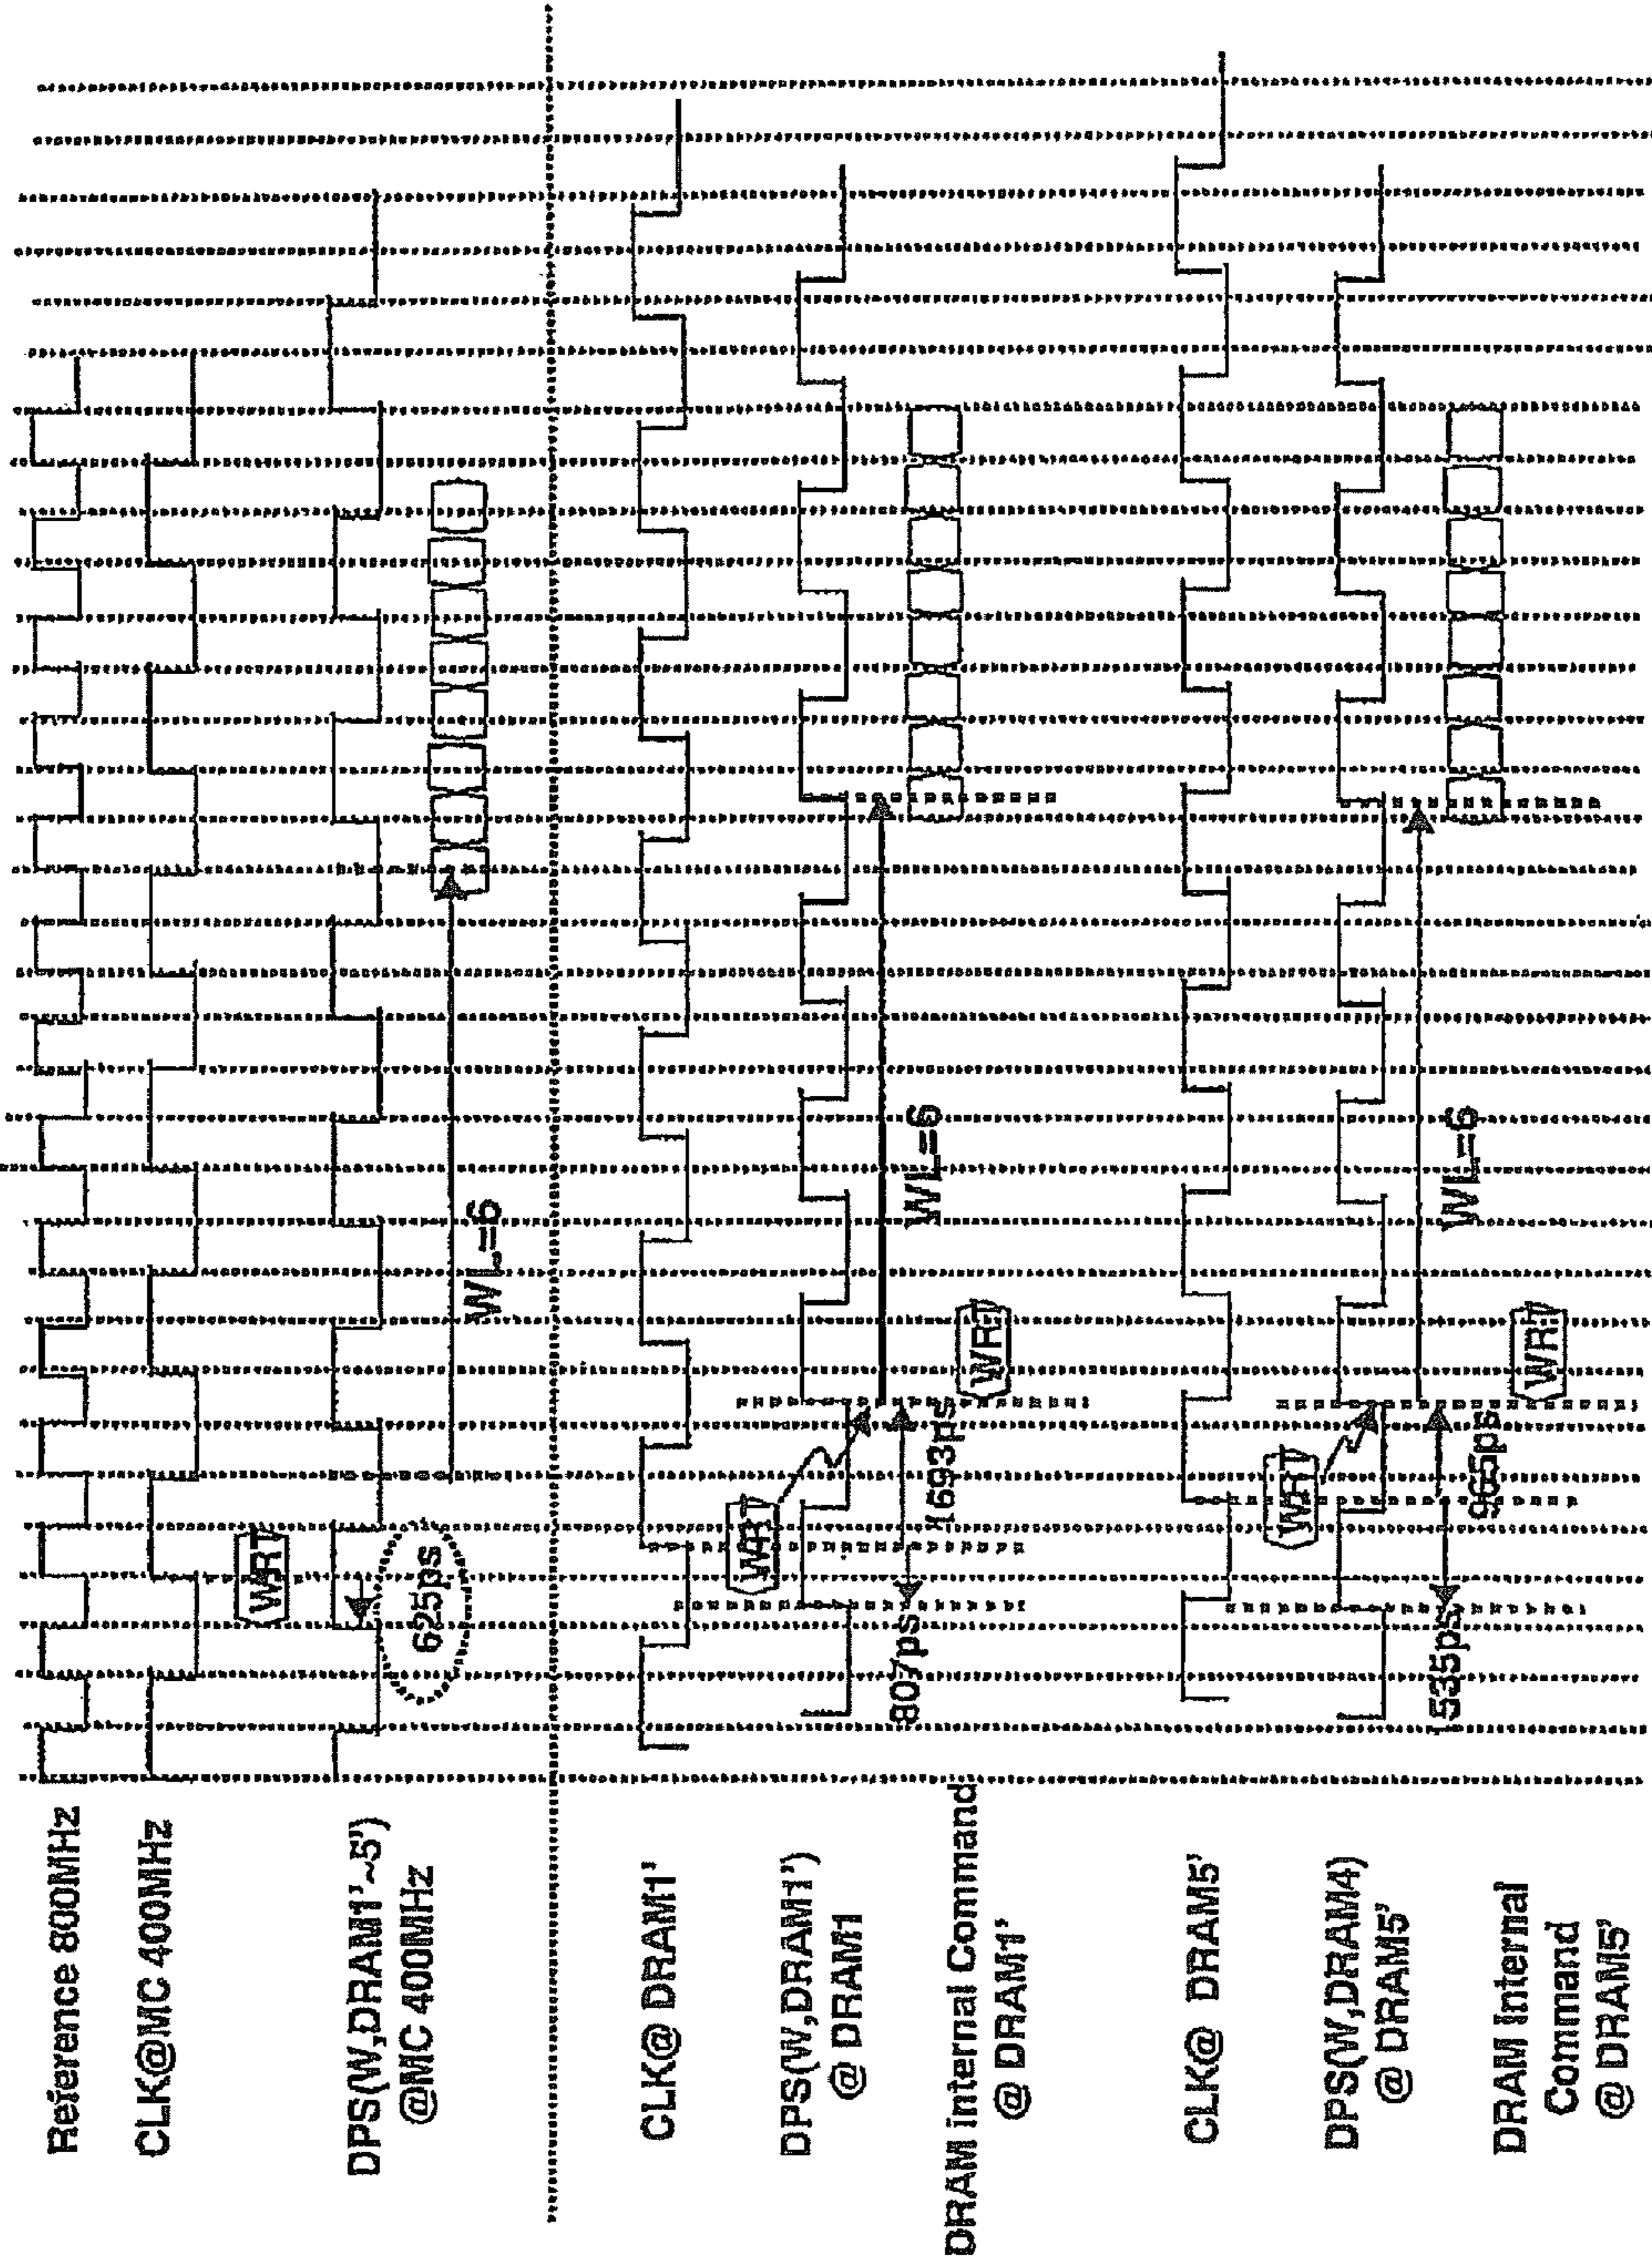 Reference 800MHz
CLK@MC 400MHz
WRT
DPS(W,DRAM1'~5')
@MC 400MHz
625ps
WL=6
CLK@ DRAM1'
WRT
DPS(W,DRAM1')
@ DRAM1
807ps
1693ps
WL=6
DRAM internal Command
@ DRAM1'
WRT
CLK@ DRAM5'
WRT
DPS(W,DRAM4)
@ DRAM5'
535ps
965ps
WL=6
DRAM Internal
Command
@ DRAM5'
WRT